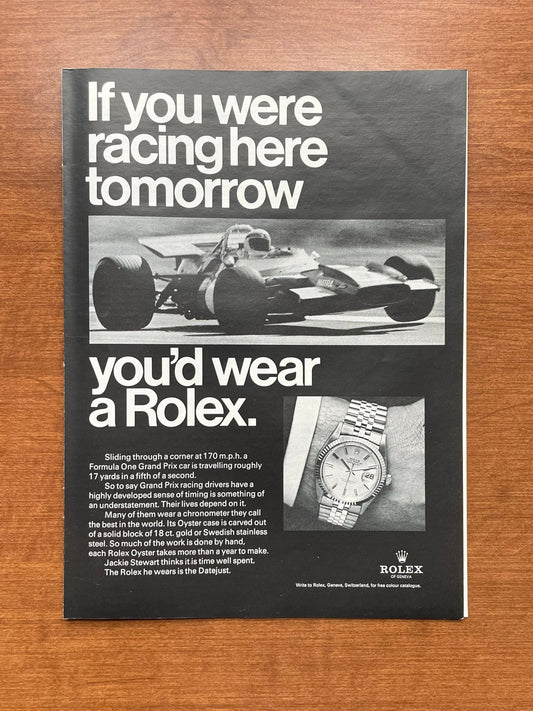 If you were
racing here
tomorrow
MATRA
you'd wear
a Rolex.
Sliding through a corner at 170 m.p.h. a
Formula One Grand Prix car is travelling roughly
17 yards in a fifth of a second.
So to say Grand Prix racing drivers have a
highly developed sense of timing is something of
an understatement. Their lives depend on it.
Many of them wear a chronometer they call
the best in the world. Its Oyster case is carved out
of a solid block of 18 ct. gold or Swedish stainless
steel. So much of the work is done by hand,
each Rolex Oyster takes more than a year to make.
Jackie Stewart thinks it is time well spent.
The Rolex he wears is the Datejust.
ROLEX
OF GENEVA
Write to Rolex, Geneva, Switzerland, for free colour catalogue.